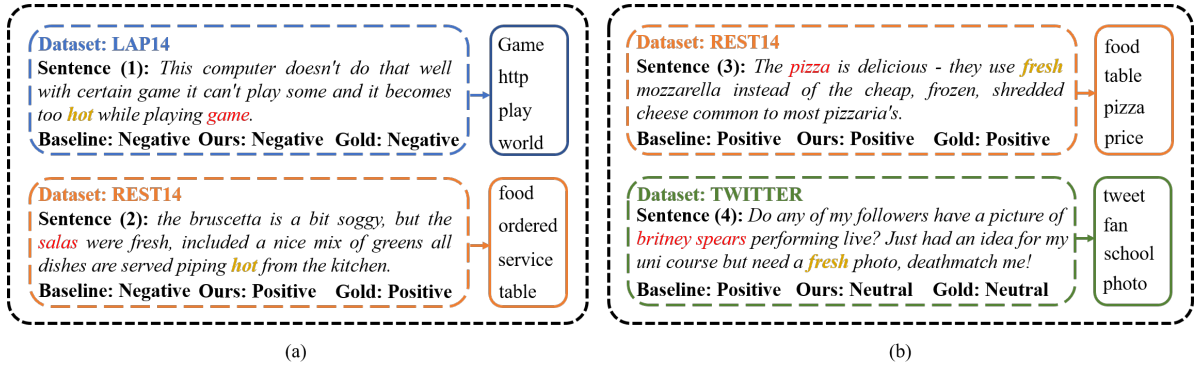 Dataset: LAP14
Sentence (1): This computer doesn't do that well
with certain game it can't play some and it becomes
too hot while playing game.
Baseline: Negative Ours: Negative Gold: Negative
Game
http
play
world
Dataset: REST14
Sentence (2): the bruscetta is a bit soggy, but the
salas were fresh, included a nice mix of greens all
dishes are served piping hot from the kitchen.
Baseline: Negative Ours: Positive Gold: Positive
food
ordered
service
table
(a)
Dataset: REST14
Sentence (3): The pizza is delicious - they use fresh
mozzarella instead of the cheap, frozen, shredded
cheese common to most pizzaria's.
Baseline: Positive Ours: Positive Gold: Positive
food
table
pizza
price
Dataset: TWITTER
Sentence (4): Do any of my followers have a picture of
britney spears performing live? Just had an idea for my
uni course but need a fresh photo, deathmatch me!
Baseline: Positive Ours: Neutral Gold: Neutral
tweet
fan
school
photo
(b)